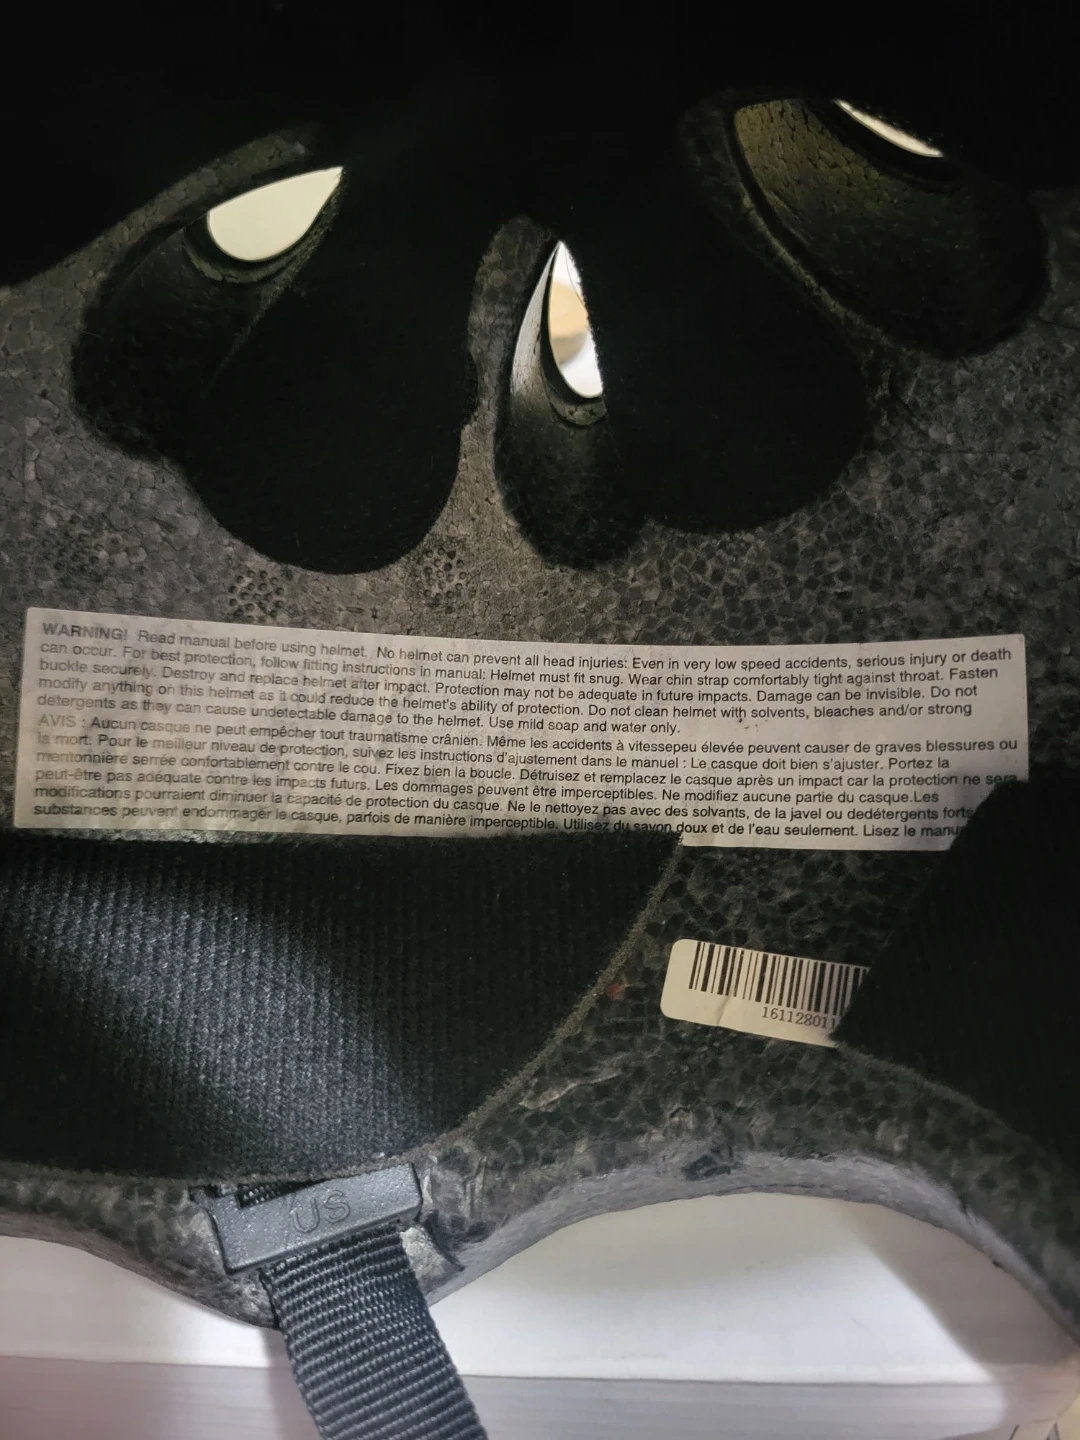 WARNING! Read manual before using helmet. No helmet can prevent all head injuries: Even in very low speed accidents, serious injury or death
can occur. For best protection, follow fitting instructions in manual: Helmet must fit snug. Wear chin strap comfortably tight against throat. Fasten
buckle securely. Destroy and replace helmet after impact. Protection may not be adequate in future impacts. Damage can be invisible. Do not
modify anything on this helmet as it could reduce the helmet's ability of protection. Do not clean helmet with solvents, bleaches and/or strong
detergents as they can cause undetectable damage to the helmet. Use mild soap and water only.
AVIS : Aucun casque ne peut empêcher tout traumatisme crânien. Même les accidents à vitessepeu élevée peuvent causer de graves blessures ou
la mort. Pour le meilleur niveau de protection, suivez les instructions d'ajustement dans le manuel : Le casque doit bien s'ajuster. Portez la
mentonnière serrée confortablement contre le cou. Fixez bien la boucle. Détruisez et remplacez le casque après un impact car la protection ne sera
peut-être pas adéquate contre les impacts futurs. Les dommages peuvent être imperceptibles. Ne modifiez aucune partie du casque.Les
modifications pourraient diminuer la capacité de protection du casque. Ne le nettoyez pas avec des solvants, de la javel ou dedétergents forts
substances peuvent endommager le casque, parfois de manière imperceptible. Utilisez du savon doux et de l'eau seulement. Lisez le manu
161128011
US